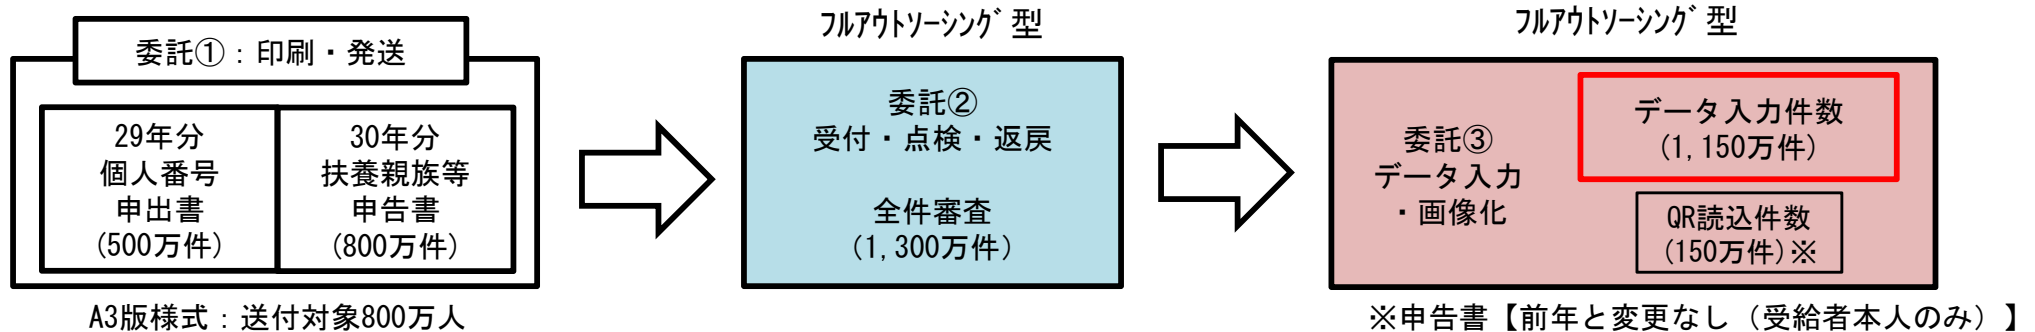 委託①：印刷・発送
29年分
個人番号
申出書
(500万件)
30年分
扶養親族等
申告書
(800万件)
A3版様式：送付対象800万人
ﾌﾙｱｳﾄｿｰｼﾝｸﾞ型
委託②
受付・点検・返戻
全件審査
(1,300万件)
ﾌﾙｱｳﾄｿｰｼﾝｸﾞ型
委託③
データ入力
・画像化
データ入力件数
(1,150万件)
QR読込件数
(150万件)※
※申告書【前年と変更なし（受給者本人のみ）】